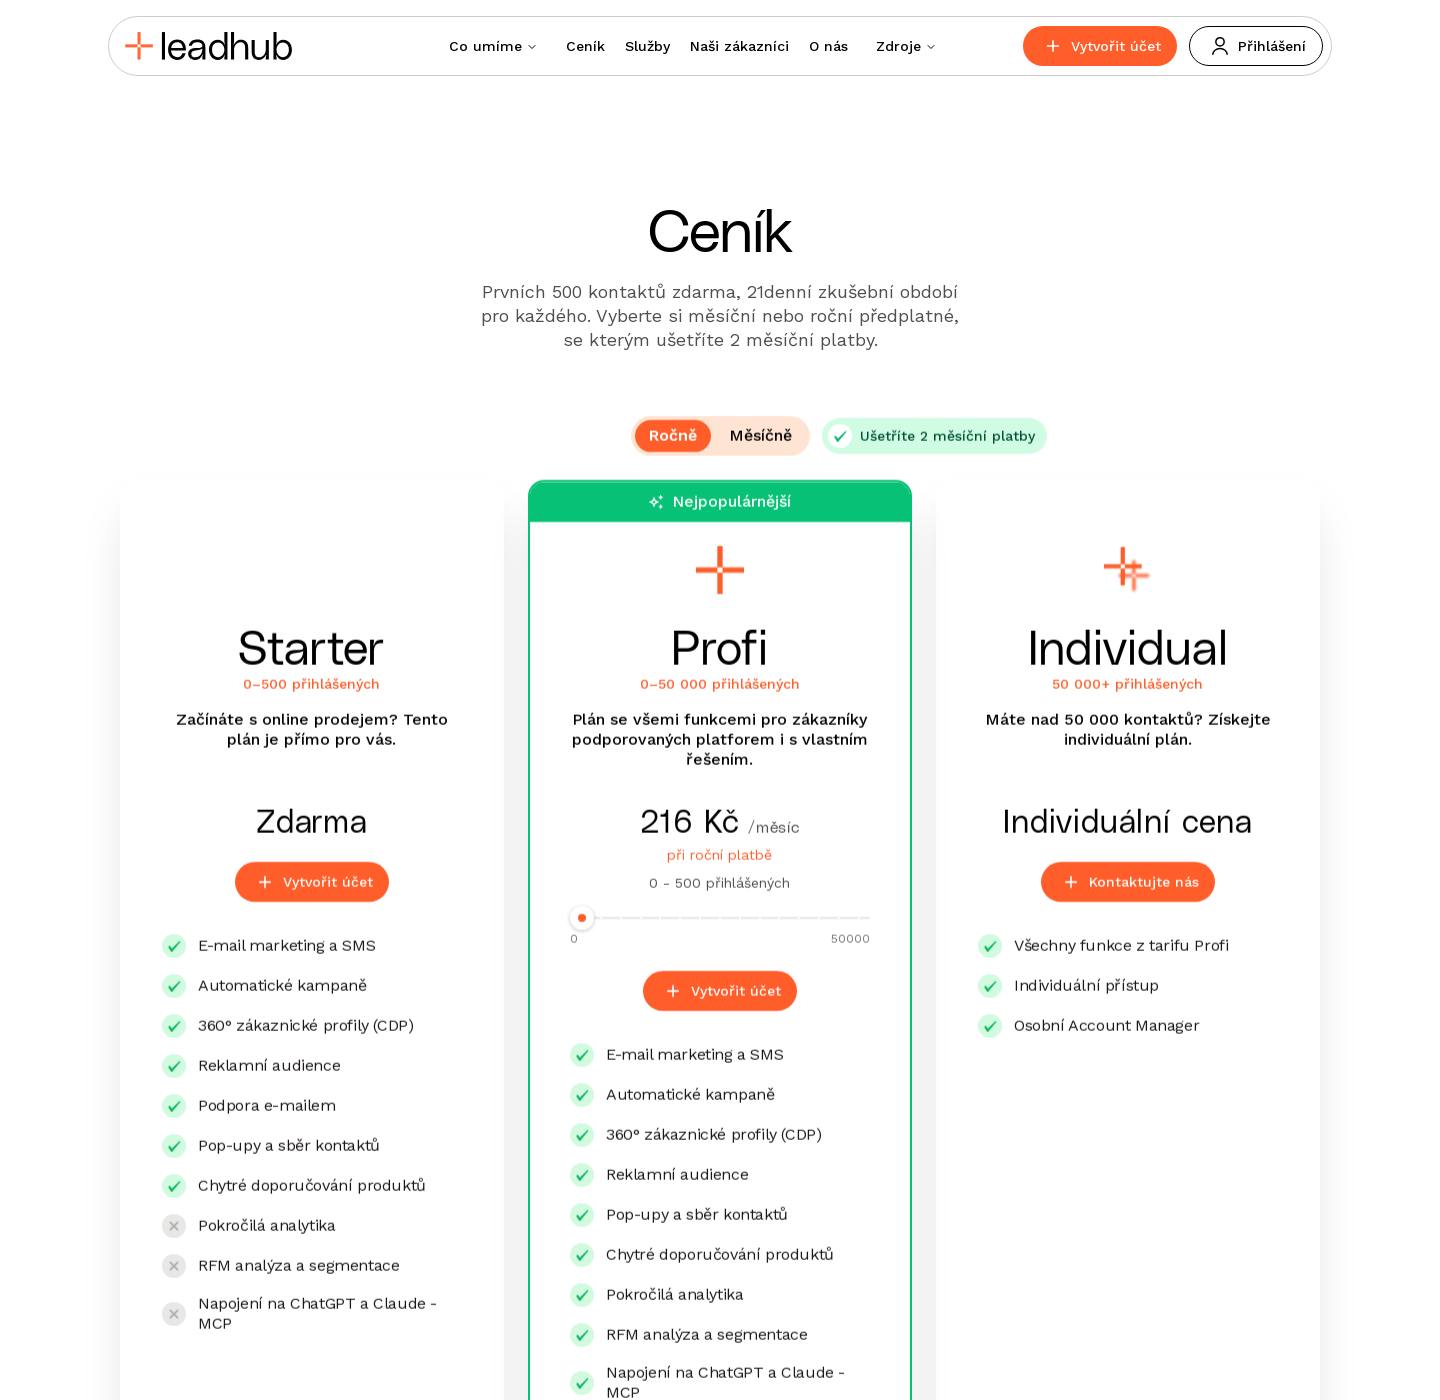 leadhub
Co umíme
Ceník
Služby
Naši zákazníci
O nás
Zdroje
Vytvořit účet
Přihlášení
Ceník
Prvních 500 kontaktů zdarma, 21denní zkušební období
pro každého. Vyberte si měsíční nebo roční předplatné,
se kterým ušetříte 2 měsíční platby.
Ročně
Měsíčně
Ušetříte 2 měsíční platby
Starter
0–500 přihlášených
Začínáte s online prodejem? Tento
plán je přímo pro vás.
Zdarma
Vytvořit účet
E-mail marketing a SMS
Automatické kampaně
360° zákaznické profily (CDP)
Reklamní audience
Podpora e-mailem
Pop-upy a sběr kontaktů
Chytré doporučování produktů
Pokročilá analytika
RFM analýza a segmentace
Napojení na ChatGPT a Claude -
MCP
Nejpopulárnější
Profi
0–50 000 přihlášených
Plán se všemi funkcemi pro zákazníky
podporovaných platforem i s vlastním
řešením.
216 Kč /měsíc
při roční platbě
0 - 500 přihlášených
0
50000
Vytvořit účet
E-mail marketing a SMS
Automatické kampaně
360° zákaznické profily (CDP)
Reklamní audience
Pop-upy a sběr kontaktů
Chytré doporučování produktů
Pokročilá analytika
RFM analýza a segmentace
Napojení na ChatGPT a Claude -
MCP
Individual
50 000+ přihlášených
Máte nad 50 000 kontaktů? Získejte
individuální plán.
Individuální cena
Kontaktujte nás
Všechny funkce z tarifu Profi
Individuální přístup
Osobní Account Manager